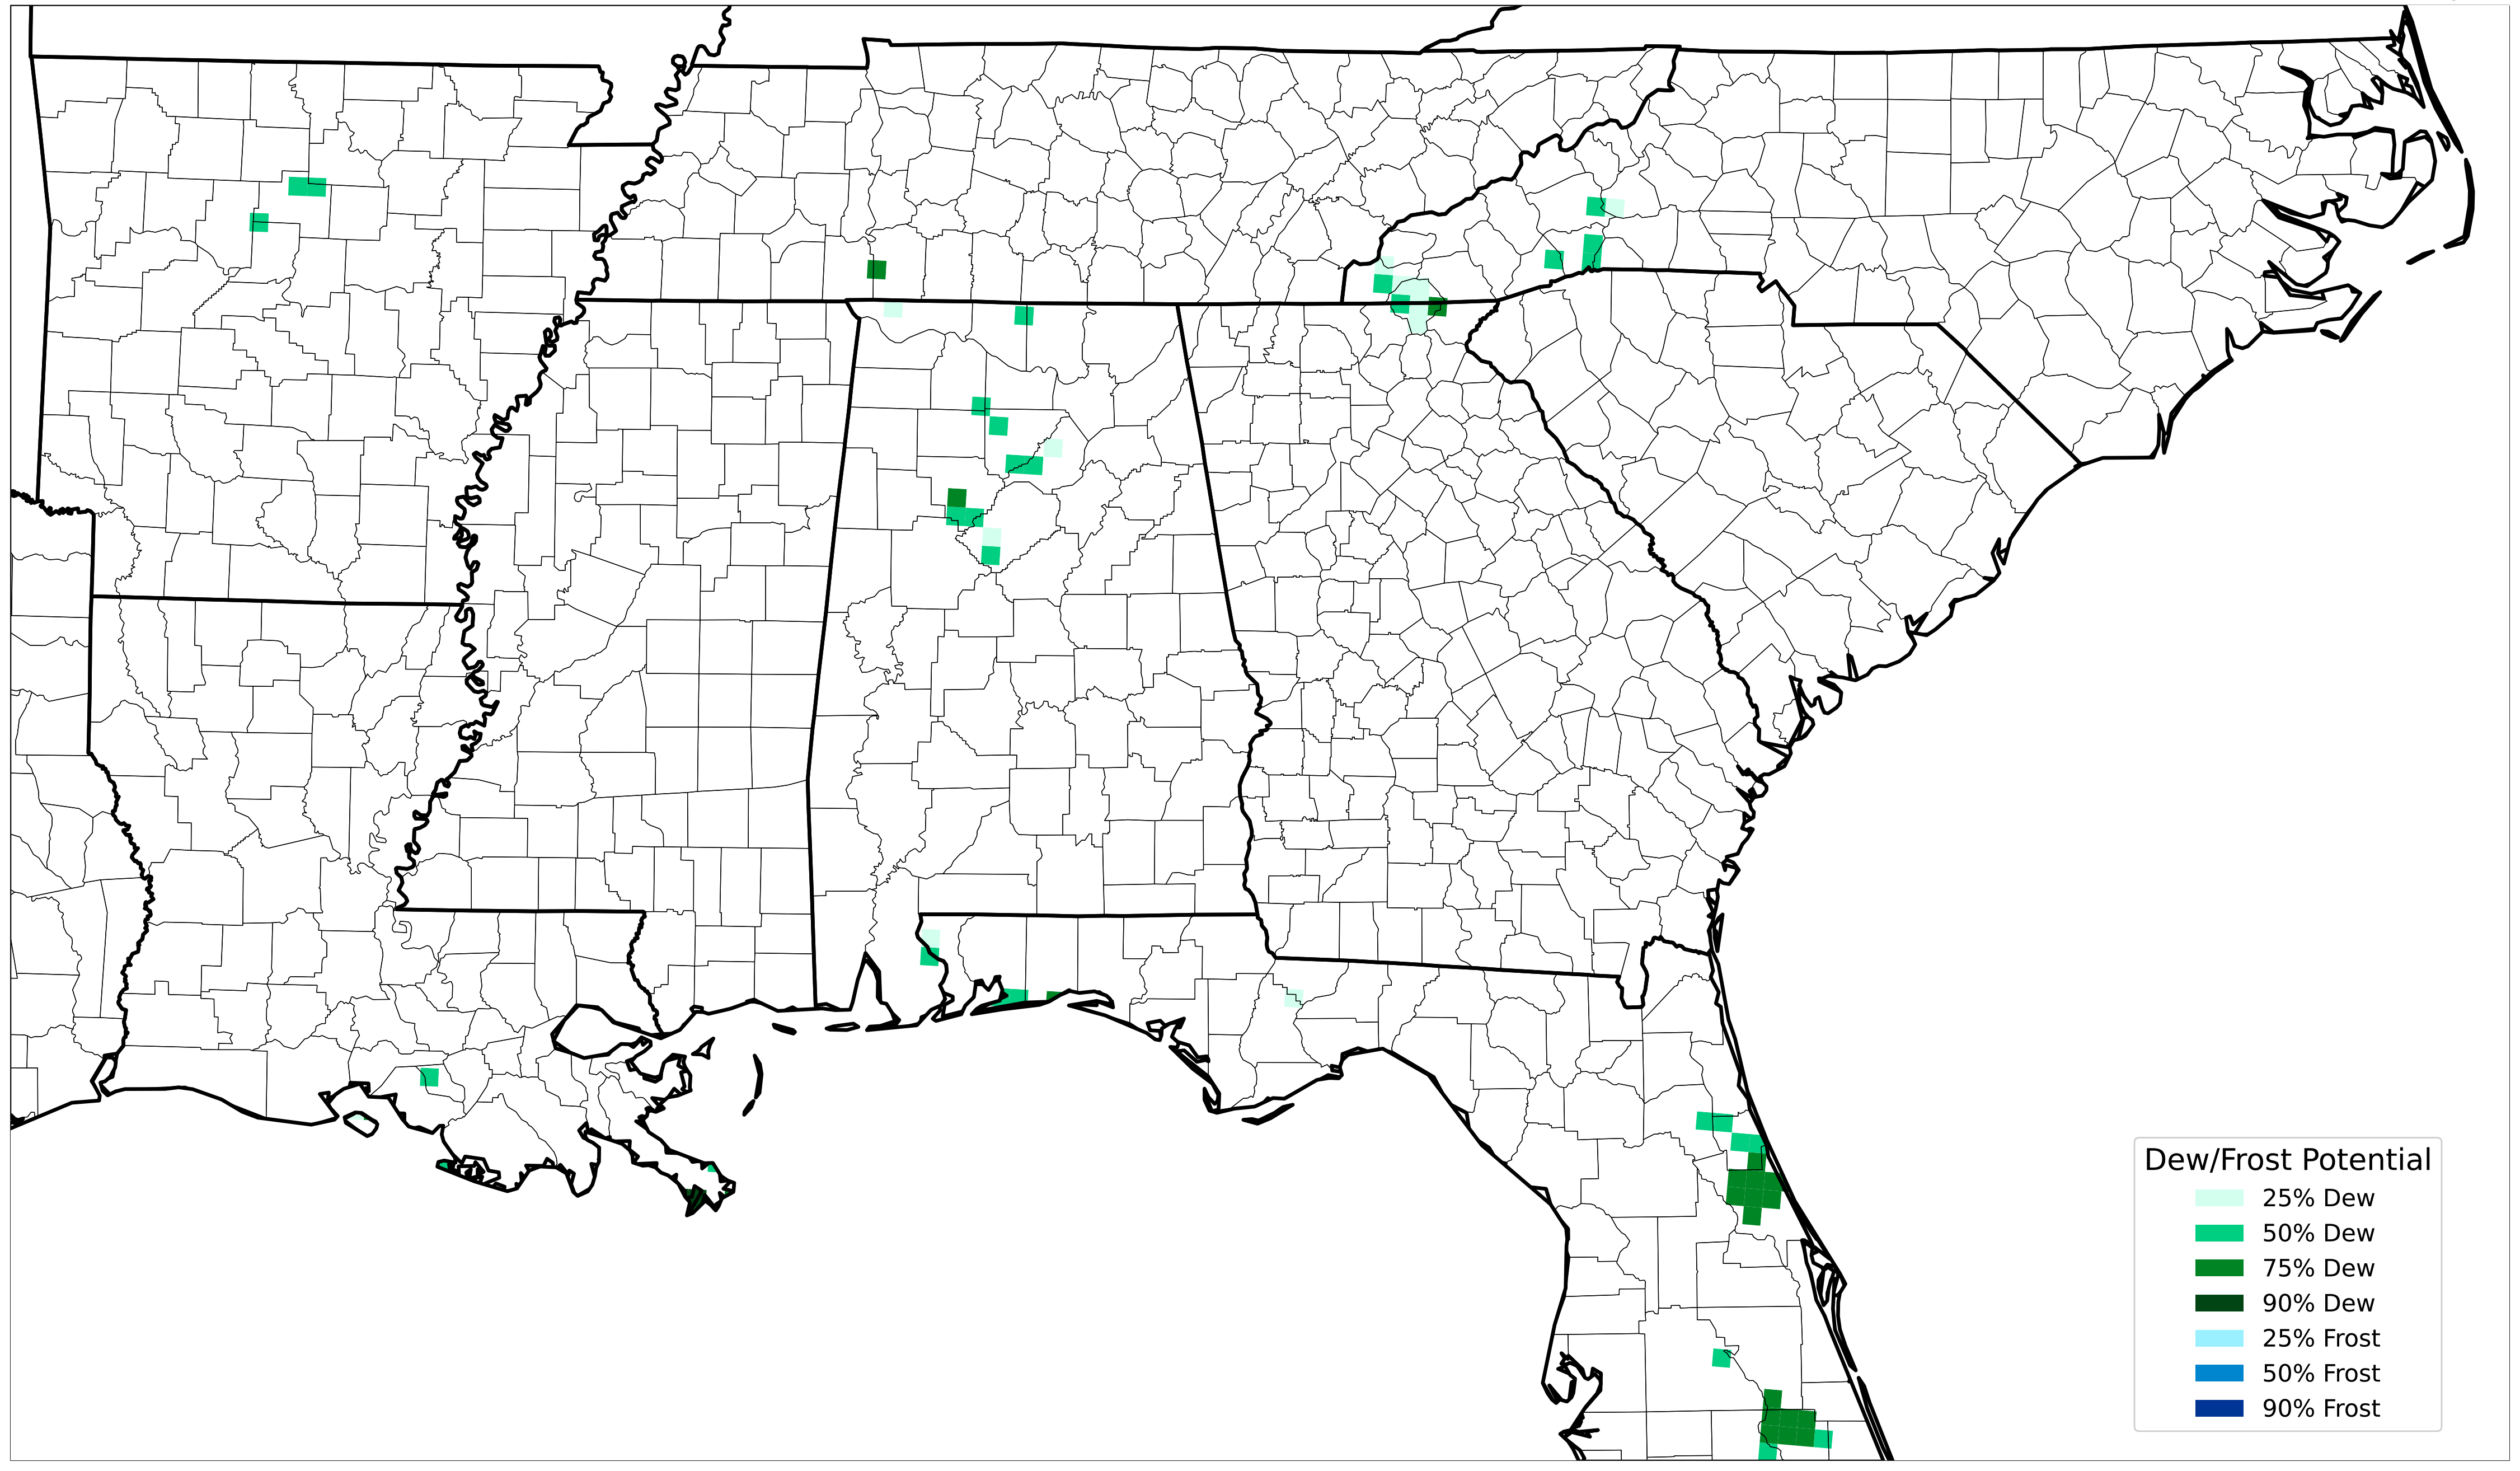 Dew/Frost Potential
25% Dew
50% Dew
75% Dew
90% Dew
25% Frost
50% Frost
90% Frost